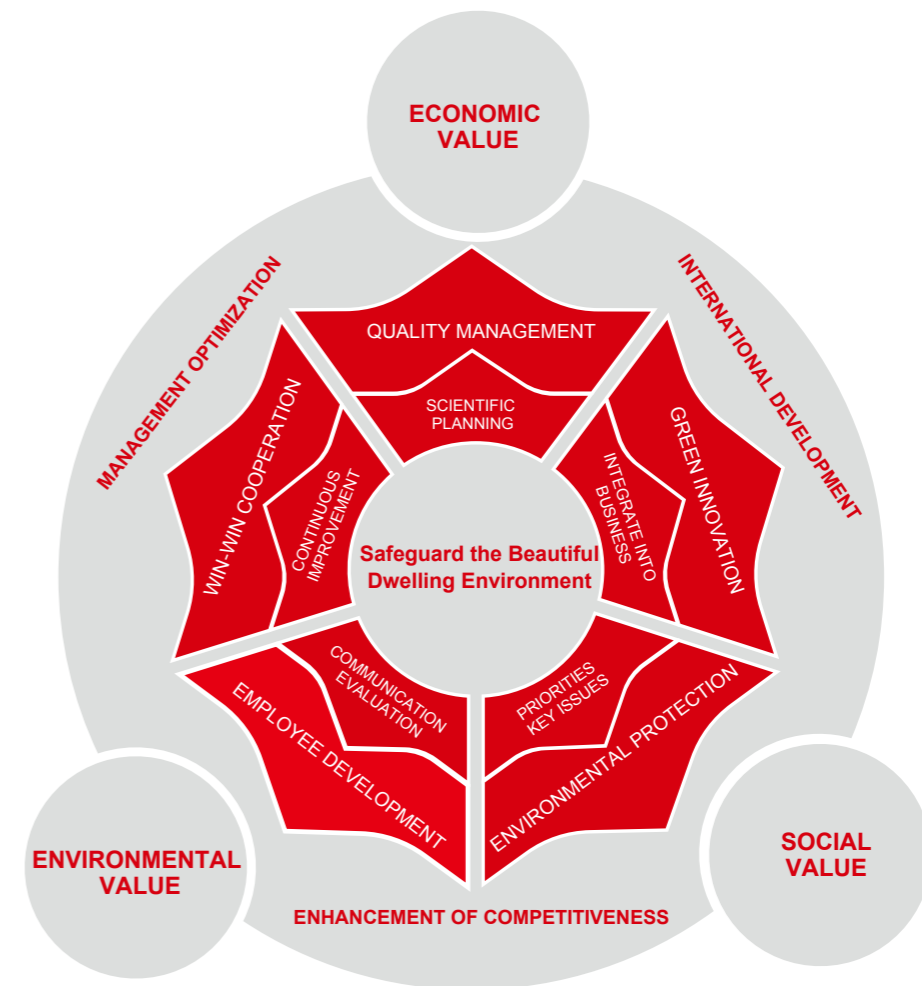 ECONOMIC
VALUE
MANAGEMENT OPTIMIZATION
INTERNATIONAL DEVELOPMENT
QUALITY MANAGEMENT
SCIENTIFIC
PLANNING
WIN-WIN COOPERATION
CONTINUOUS
IMPROVEMENT
GREEN INNOVATION
INTEGRATE INTO
BUSINESS
Safeguard the Beautiful
Dwelling Environment
EMPLOYEE DEVELOPMENT
COMMUNICATION
EVALUATION
PRIORITIES
KEY ISSUES
ENVIRONMENTAL PROTECTION
ENVIRONMENTAL
VALUE
SOCIAL
VALUE
ENHANCEMENT OF COMPETITIVENESS